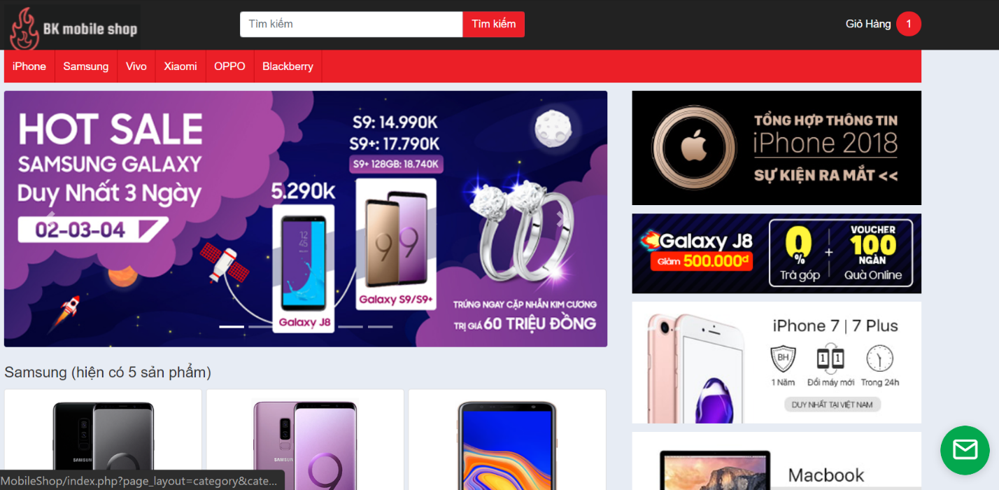 BK mobile shop
Tìm kiếm
Tìm kiếm
Giỏ Hàng 1
iPhone Samsung Vivo Xiaomi OPPO Blackberry
HOT SALE
SAMSUNG GALAXY
Duy Nhất 3 Ngày
02-03-04
S9: 14.990K
S9+: 17.790K
S9+ 128GB: 18.740K
5.290k
Galaxy J8
Galaxy S9/S9+
TRÚNG NGAY CẶP NHẪN KIM CƯƠNG
TRỊ GIÁ 60 TRIỆU ĐỒNG
TỔNG HỢP THÔNG TIN
iPhone 2018
SỰ KIỆN RA MẮT <<
Galaxy J8
Giảm 500.000đ
0%
Trả góp
+
VOUCHER
100
NGÀN
Quà Online
iPhone 7 | 7 Plus
BH
1 1
1 Năm Đổi máy mới Trong 24h
DUY NHẤT TẠI VIỆT NAM
Macbook
Samsung (hiện có 5 sản phẩm)
SAMSUNG
SAMSUNG
MobileShop/index.php?page_layout=category&cate...